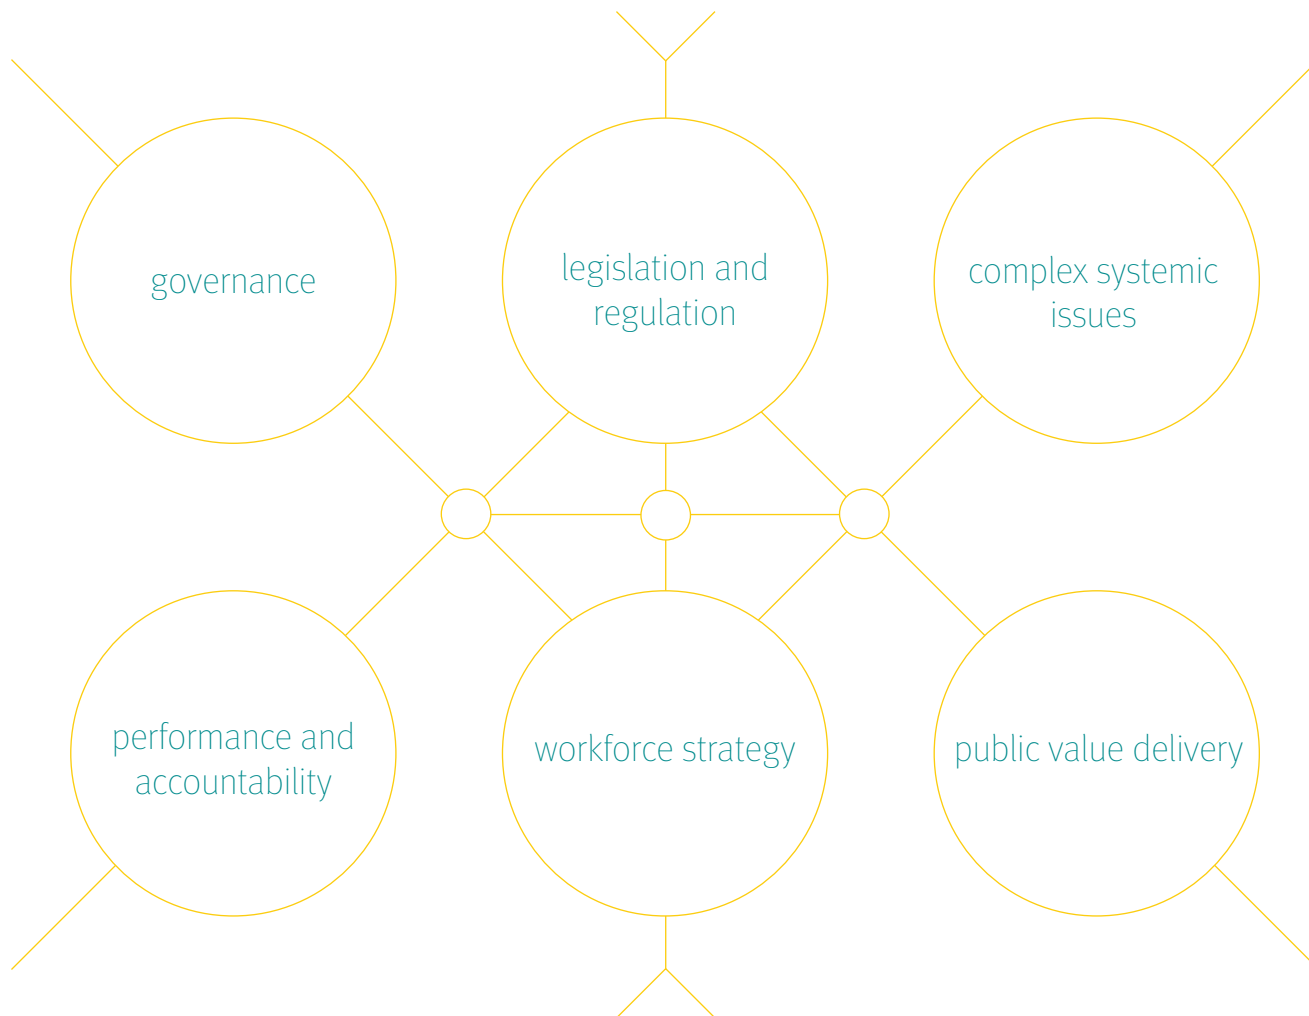 governance
legislation and
regulation
complex systemic
issues
performance and
accountability
workforce strategy
public value delivery